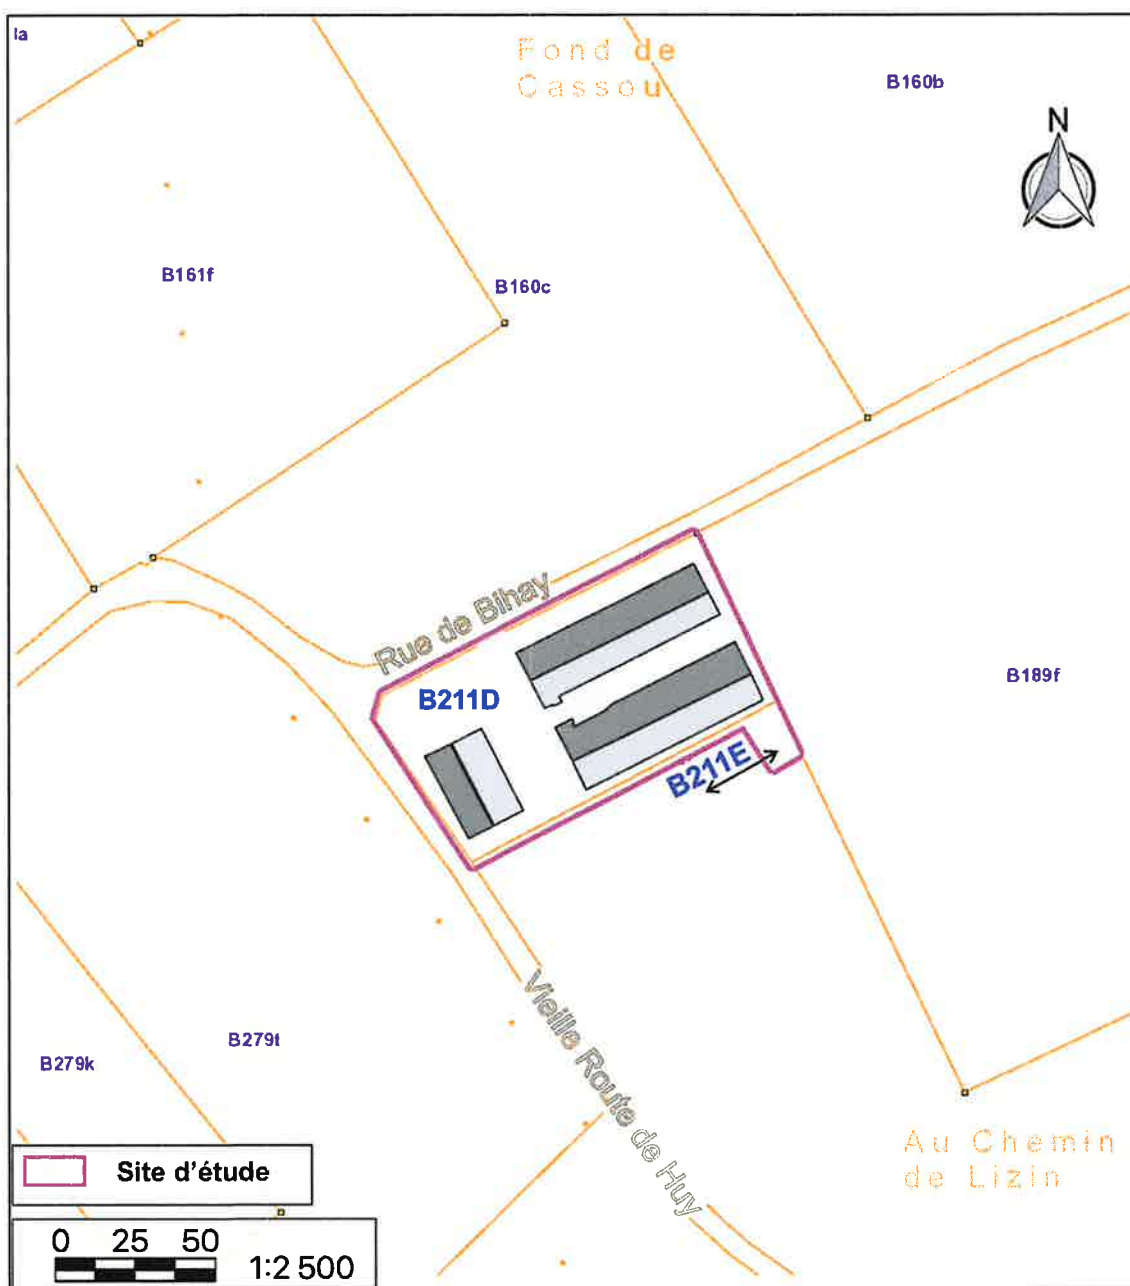 la
Fond de
Cassou
B160b
N
B161f
B160c
Rue de Bihay
B211D
B189f
B211E
Vieille Route de Huy
B279t
B279k
Au Chemin
de Lizin
Site d'étude
0 25 50
1:2 500